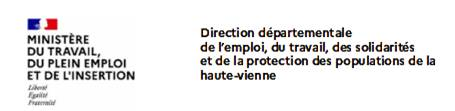 MINISTÈRE
DU TRAVAIL,
DU PLEIN EMPLOI
ET DE L'INSERTION
Liberté
Égalité
Fraternité
Direction départementale
de l'emploi, du travail, des solidarités
et de la protection des populations de la
haute-vienne